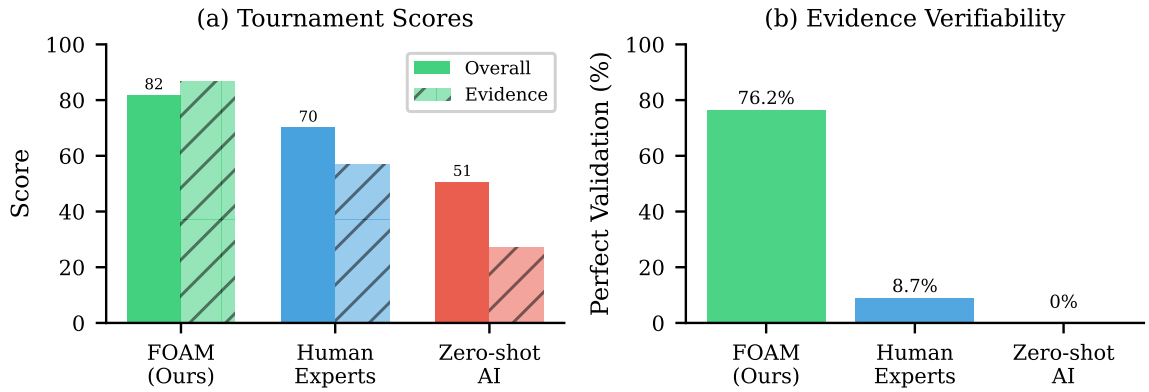 (a) Tournament Scores
Score
100
80
60
40
20
0
82
70
51
Overall
Evidence
FOAM
(Ours)
Human
Experts
Zero-shot
AI
(b) Evidence Verifiability
Perfect Validation (%)
100
80
60
40
20
0
76.2%
8.7%
0%
FOAM
(Ours)
Human
Experts
Zero-shot
AI